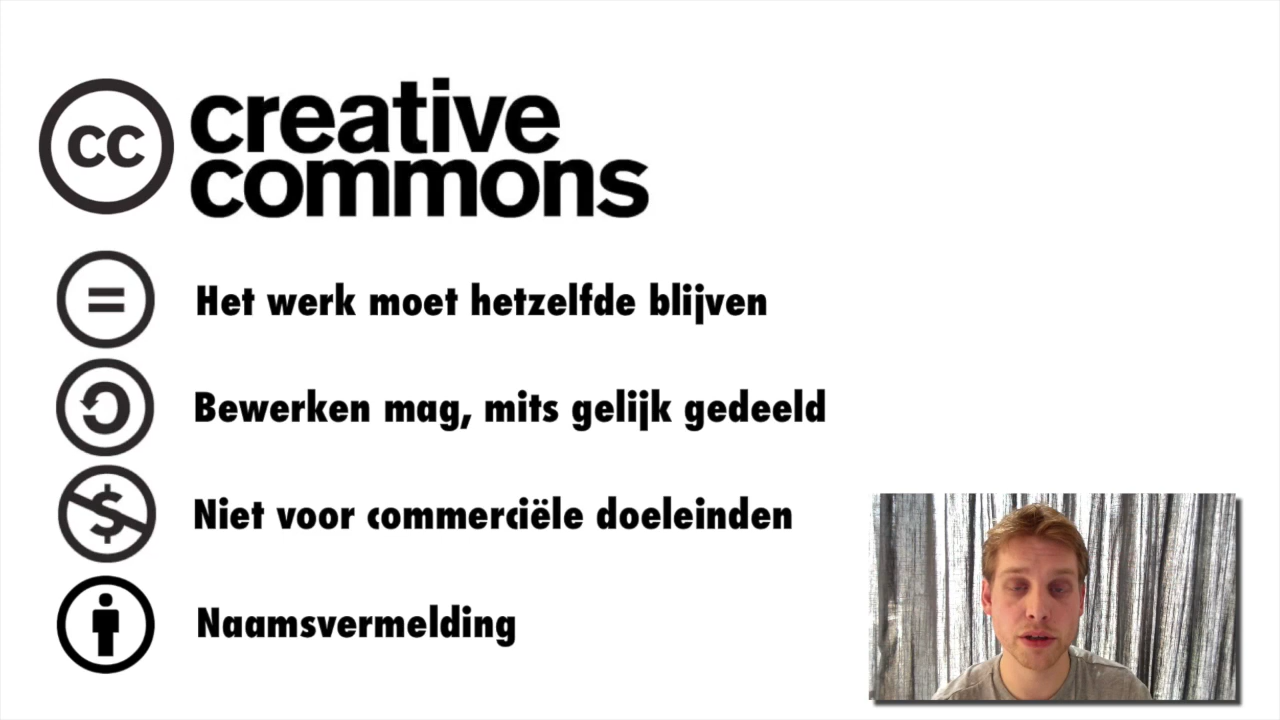 cc creative
commons
= Het werk moet hetzelfde blijven
Bewerken mag, mits gelijk gedeeld
$ Niet voor commerciële doeleinden
Naamsvermelding